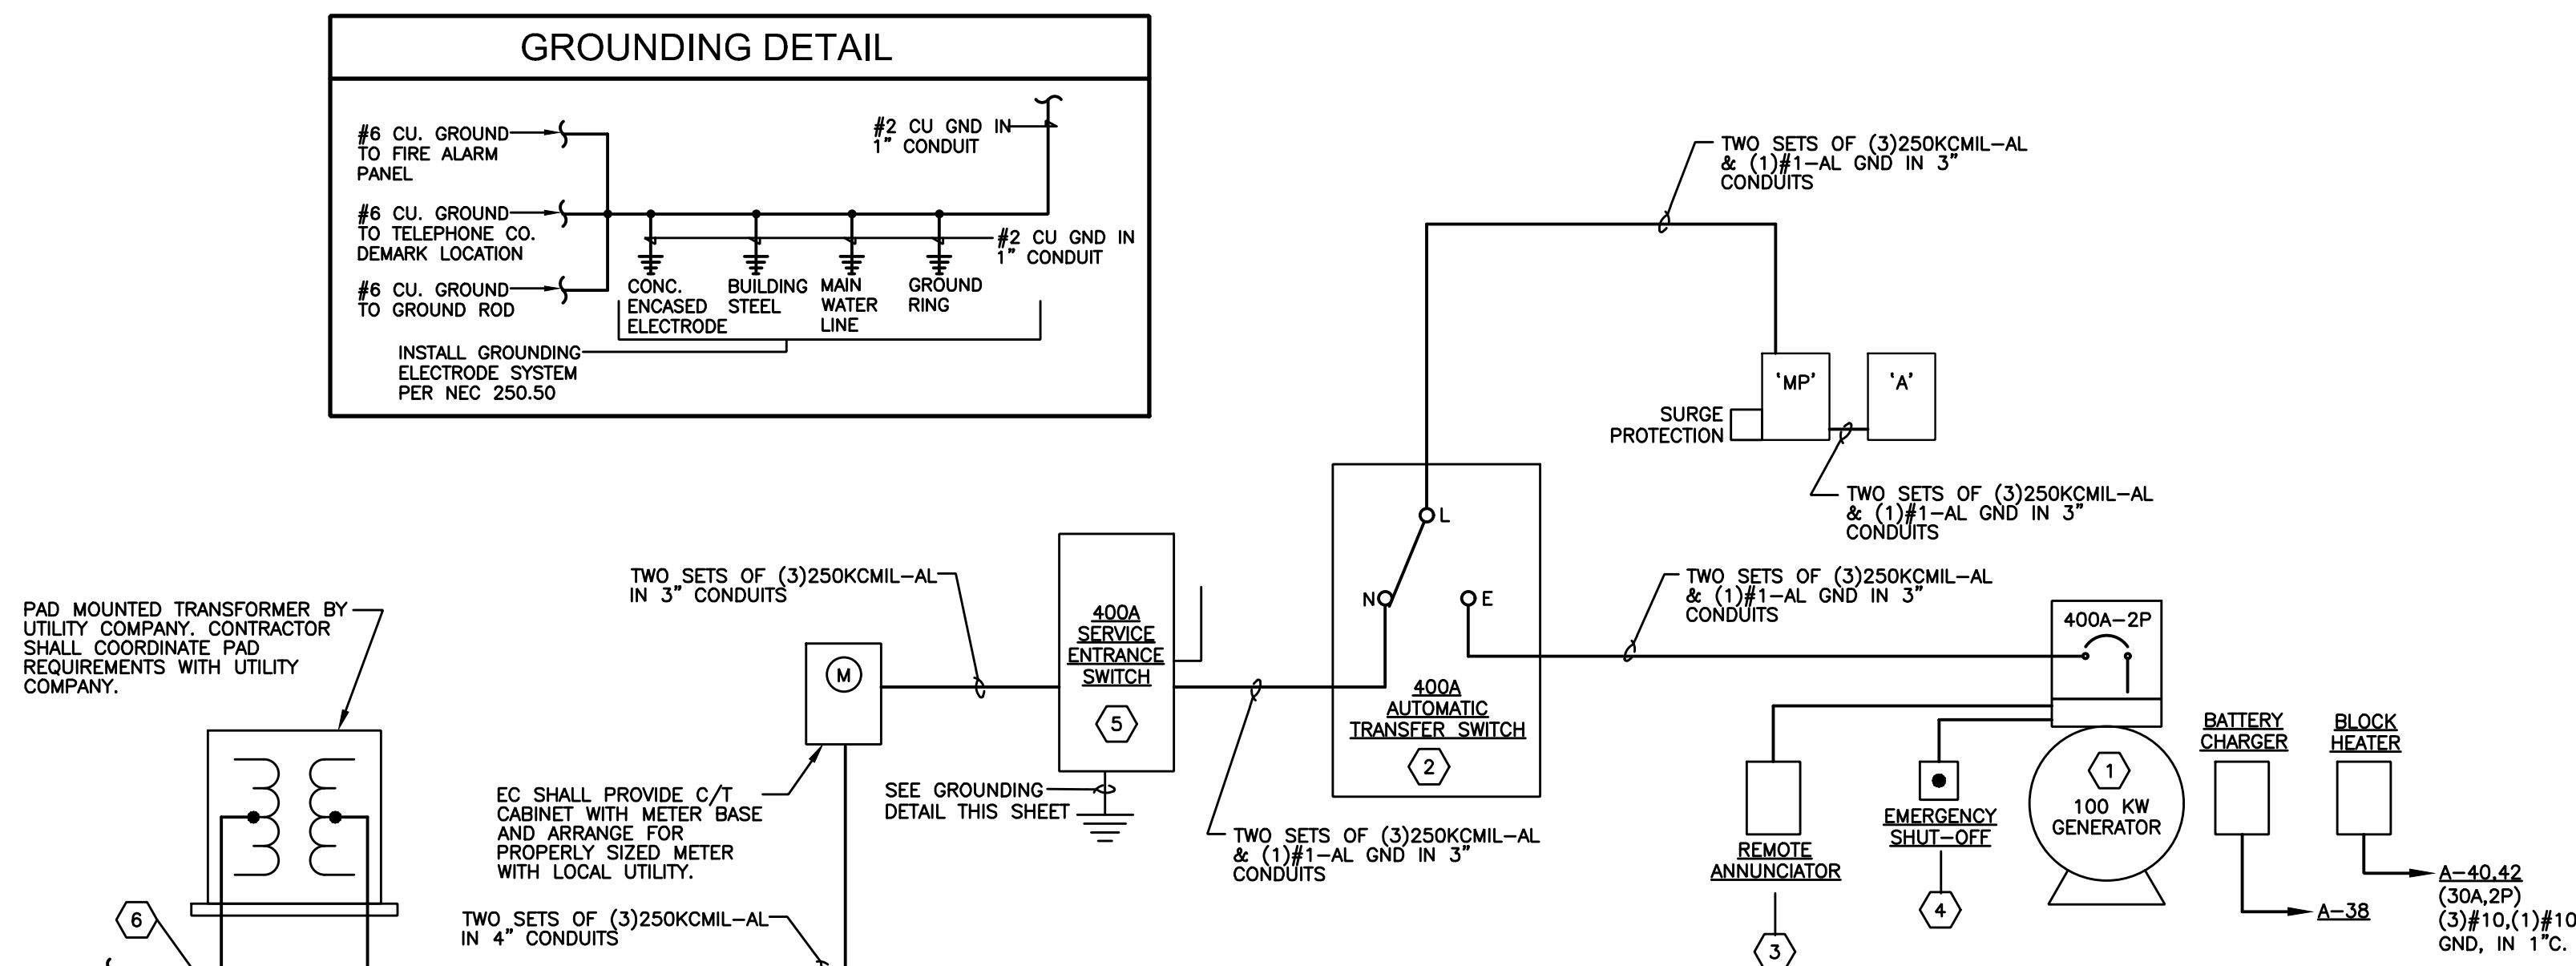 GROUNDING DETAIL
#6 CU. GROUND
TO FIRE ALARM
PANEL
#2 CU GND IN
1" CONDUIT
#6 CU. GROUND
TO TELEPHONE CO.
DEMARK LOCATION
#2 CU GND IN
1" CONDUIT
#6 CU. GROUND
TO GROUND ROD
CONC.
ENCASED
ELECTRODE
BUILDING
STEEL
MAIN
WATER
LINE
GROUND
RING
INSTALL GROUNDING
ELECTRODE SYSTEM
PER NEC 250.50
TWO SETS OF (3)250KCMIL-AL
& (1)#1-AL GND IN 3"
CONDUITS
'MP'
'A'
SURGE
PROTECTION
TWO SETS OF (3)250KCMIL-AL
& (1)#1-AL GND IN 3"
CONDUITS
L
N
E
400A
AUTOMATIC
TRANSFER SWITCH
2
TWO SETS OF (3)250KCMIL-AL
& (1)#1-AL GND IN 3"
CONDUITS
400A-2P
TWO SETS OF (3)250KCMIL-AL
IN 3" CONDUITS
400A
SERVICE
ENTRANCE
SWITCH
5
PAD MOUNTED TRANSFORMER BY
UTILITY COMPANY. CONTRACTOR
SHALL COORDINATE PAD
REQUIREMENTS WITH UTILITY
COMPANY.
M
EC SHALL PROVIDE C/T
CABINET WITH METER BASE
AND ARRANGE FOR
PROPERLY SIZED METER
WITH LOCAL UTILITY.
SEE GROUNDING
DETAIL THIS SHEET
TWO SETS OF (3)250KCMIL-AL
& (1)#1-AL GND IN 3"
CONDUITS
REMOTE
ANNUNCIATOR
3
EMERGENCY
SHUT-OFF
4
1
100 KW
GENERATOR
BATTERY
CHARGER
BLOCK
HEATER
A-38
A-40,42
(30A,2P)
(3)#10,(1)#10
GND, IN 1"C.
6
TWO SETS OF (3)250KCMIL-AL
IN 4" CONDUITS